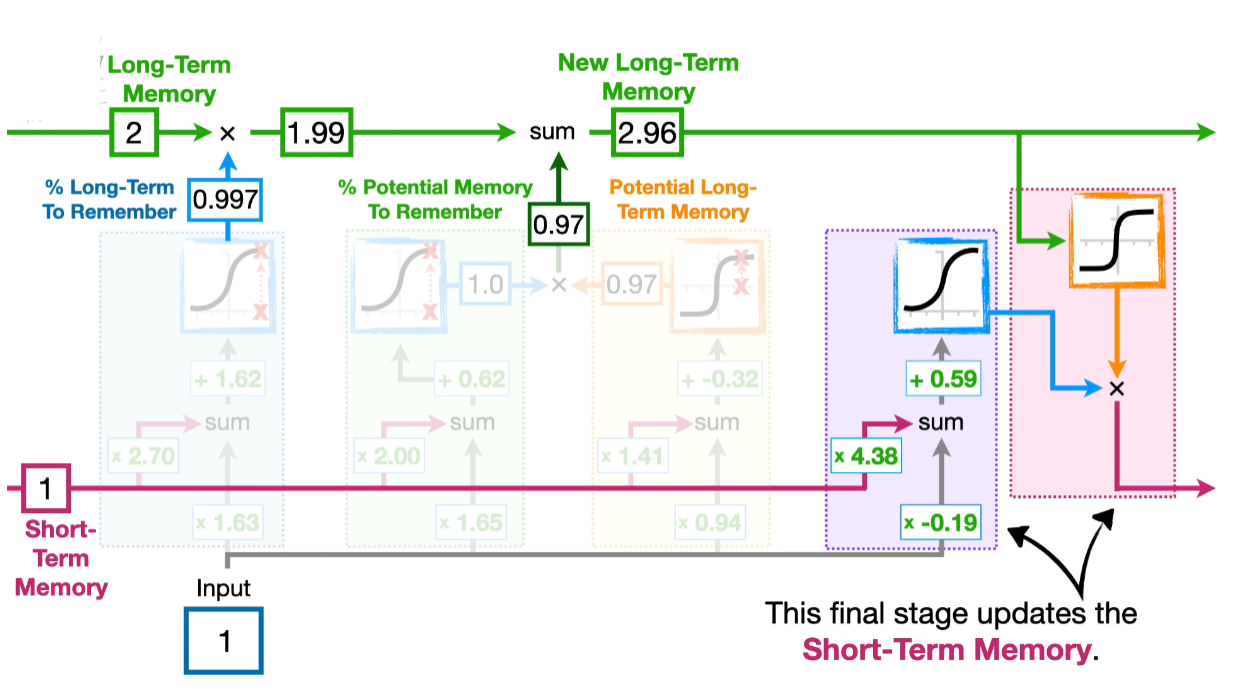 Long-Term
Memory
2
×
1.99
sum
New Long-Term
Memory
2.96
% Long-Term
To Remember
0.997
% Potential Memory
To Remember
0.97
Potential Long-
Term Memory
1.0
×
0.97
+ 1.62
+ 0.62
+ -0.32
+ 0.59
×
sum
sum
sum
sum
x 2.70
x 2.00
x 1.41
x 4.38
1
Short-
Term
Memory
x 1.63
x 1.65
x 0.94
x -0.19
Input
1
This final stage updates the
Short-Term Memory.